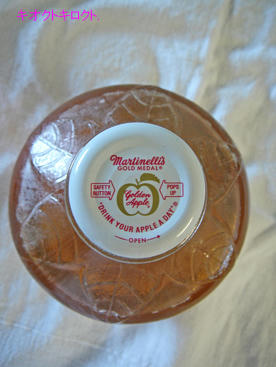 キオクトキロクト.
Martinelli's
GOLD MEDAL®
SAFETY
BUTTON
POPS
UP
Golden
Apple®
"DRINK YOUR APPLE A DAY"®
OPEN